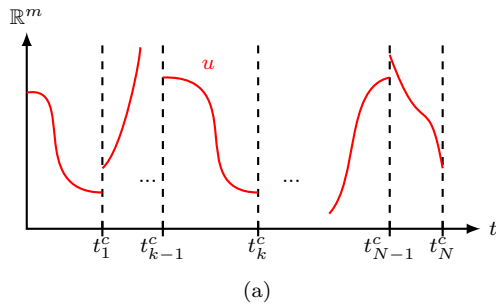 ℝ^m
u
... ...
t
t_1^c t_{k−1}^c t_k^c t_{N−1}^c t_N^c
(a)